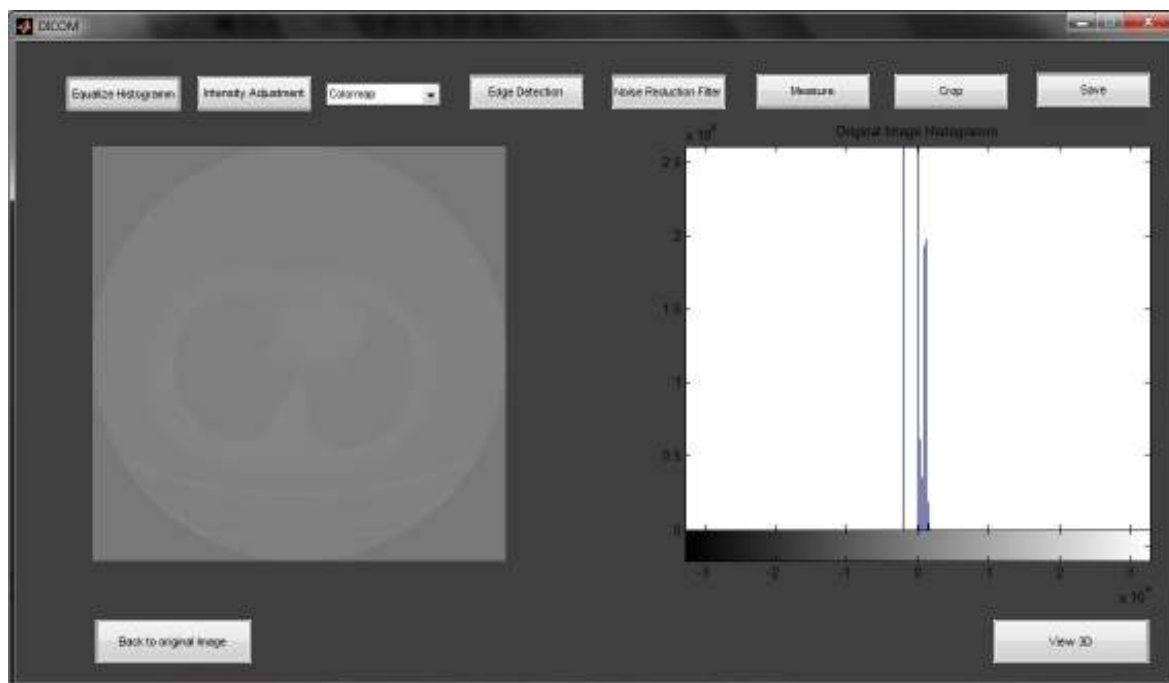 DICOM
Equalize Histogramm
Intensity Adjustment
Colormap
Edge Detection
Noise Reduction Filter
Measure
Crop
Save
Original Image Histogramm
2.5
2
1.5
1
0.5
0
-3 -2 -1 0 1 2 3
Back to original Image
View 3D